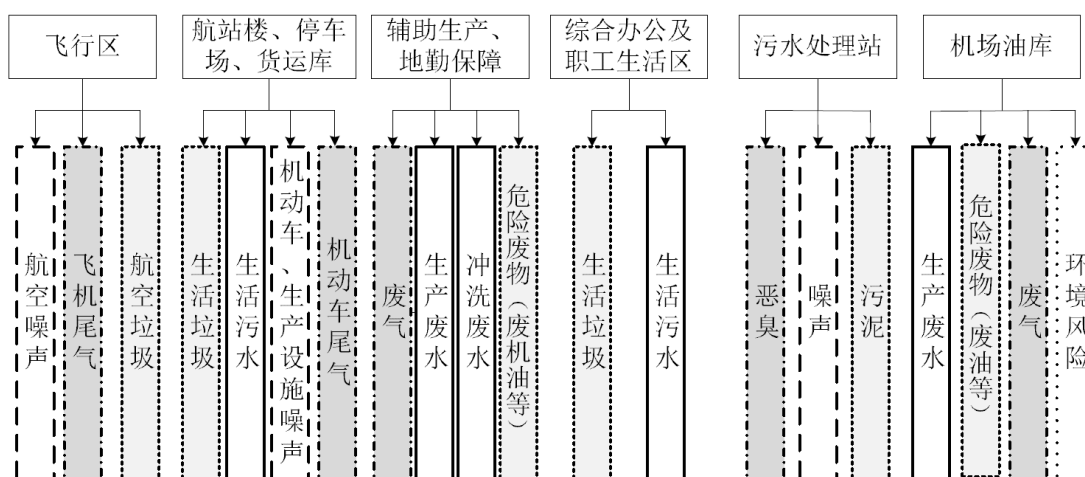 飞行区
航站楼、停车
场、货运库
辅助生产、
地勤保障
综合办公及
职工生活区
污水处理站
机场油库
航空噪声
飞机尾气
航空垃圾
生活垃圾
生活污水
机动车、生产设施噪声
机动车尾气
废气
生产废水
冲洗废水
危险废物（废机油等）
生活垃圾
生活污水
恶臭
噪声
污泥
生产废水
危险废物（废油等）
废气
环境风险